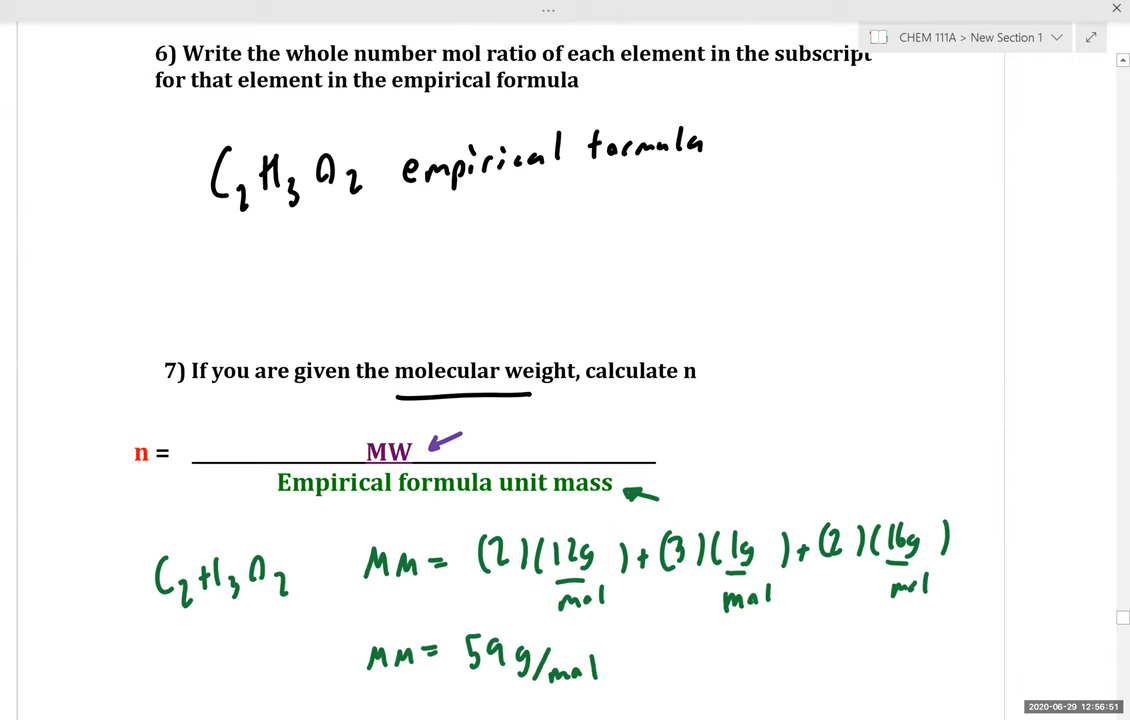 CHEM 111A > New Section 1
6) Write the whole number mol ratio of each element in the subscript
for that element in the empirical formula
C2H3O2 empirical formula
7) If you are given the molecular weight, calculate n
n = MW
Empirical formula unit mass
C2H3O2 MM = (2)(12g/mol) + (3)(1g/mol) + (2)(16g/mol)
MM = 59 g/mol
2020-06-29 12:56:51